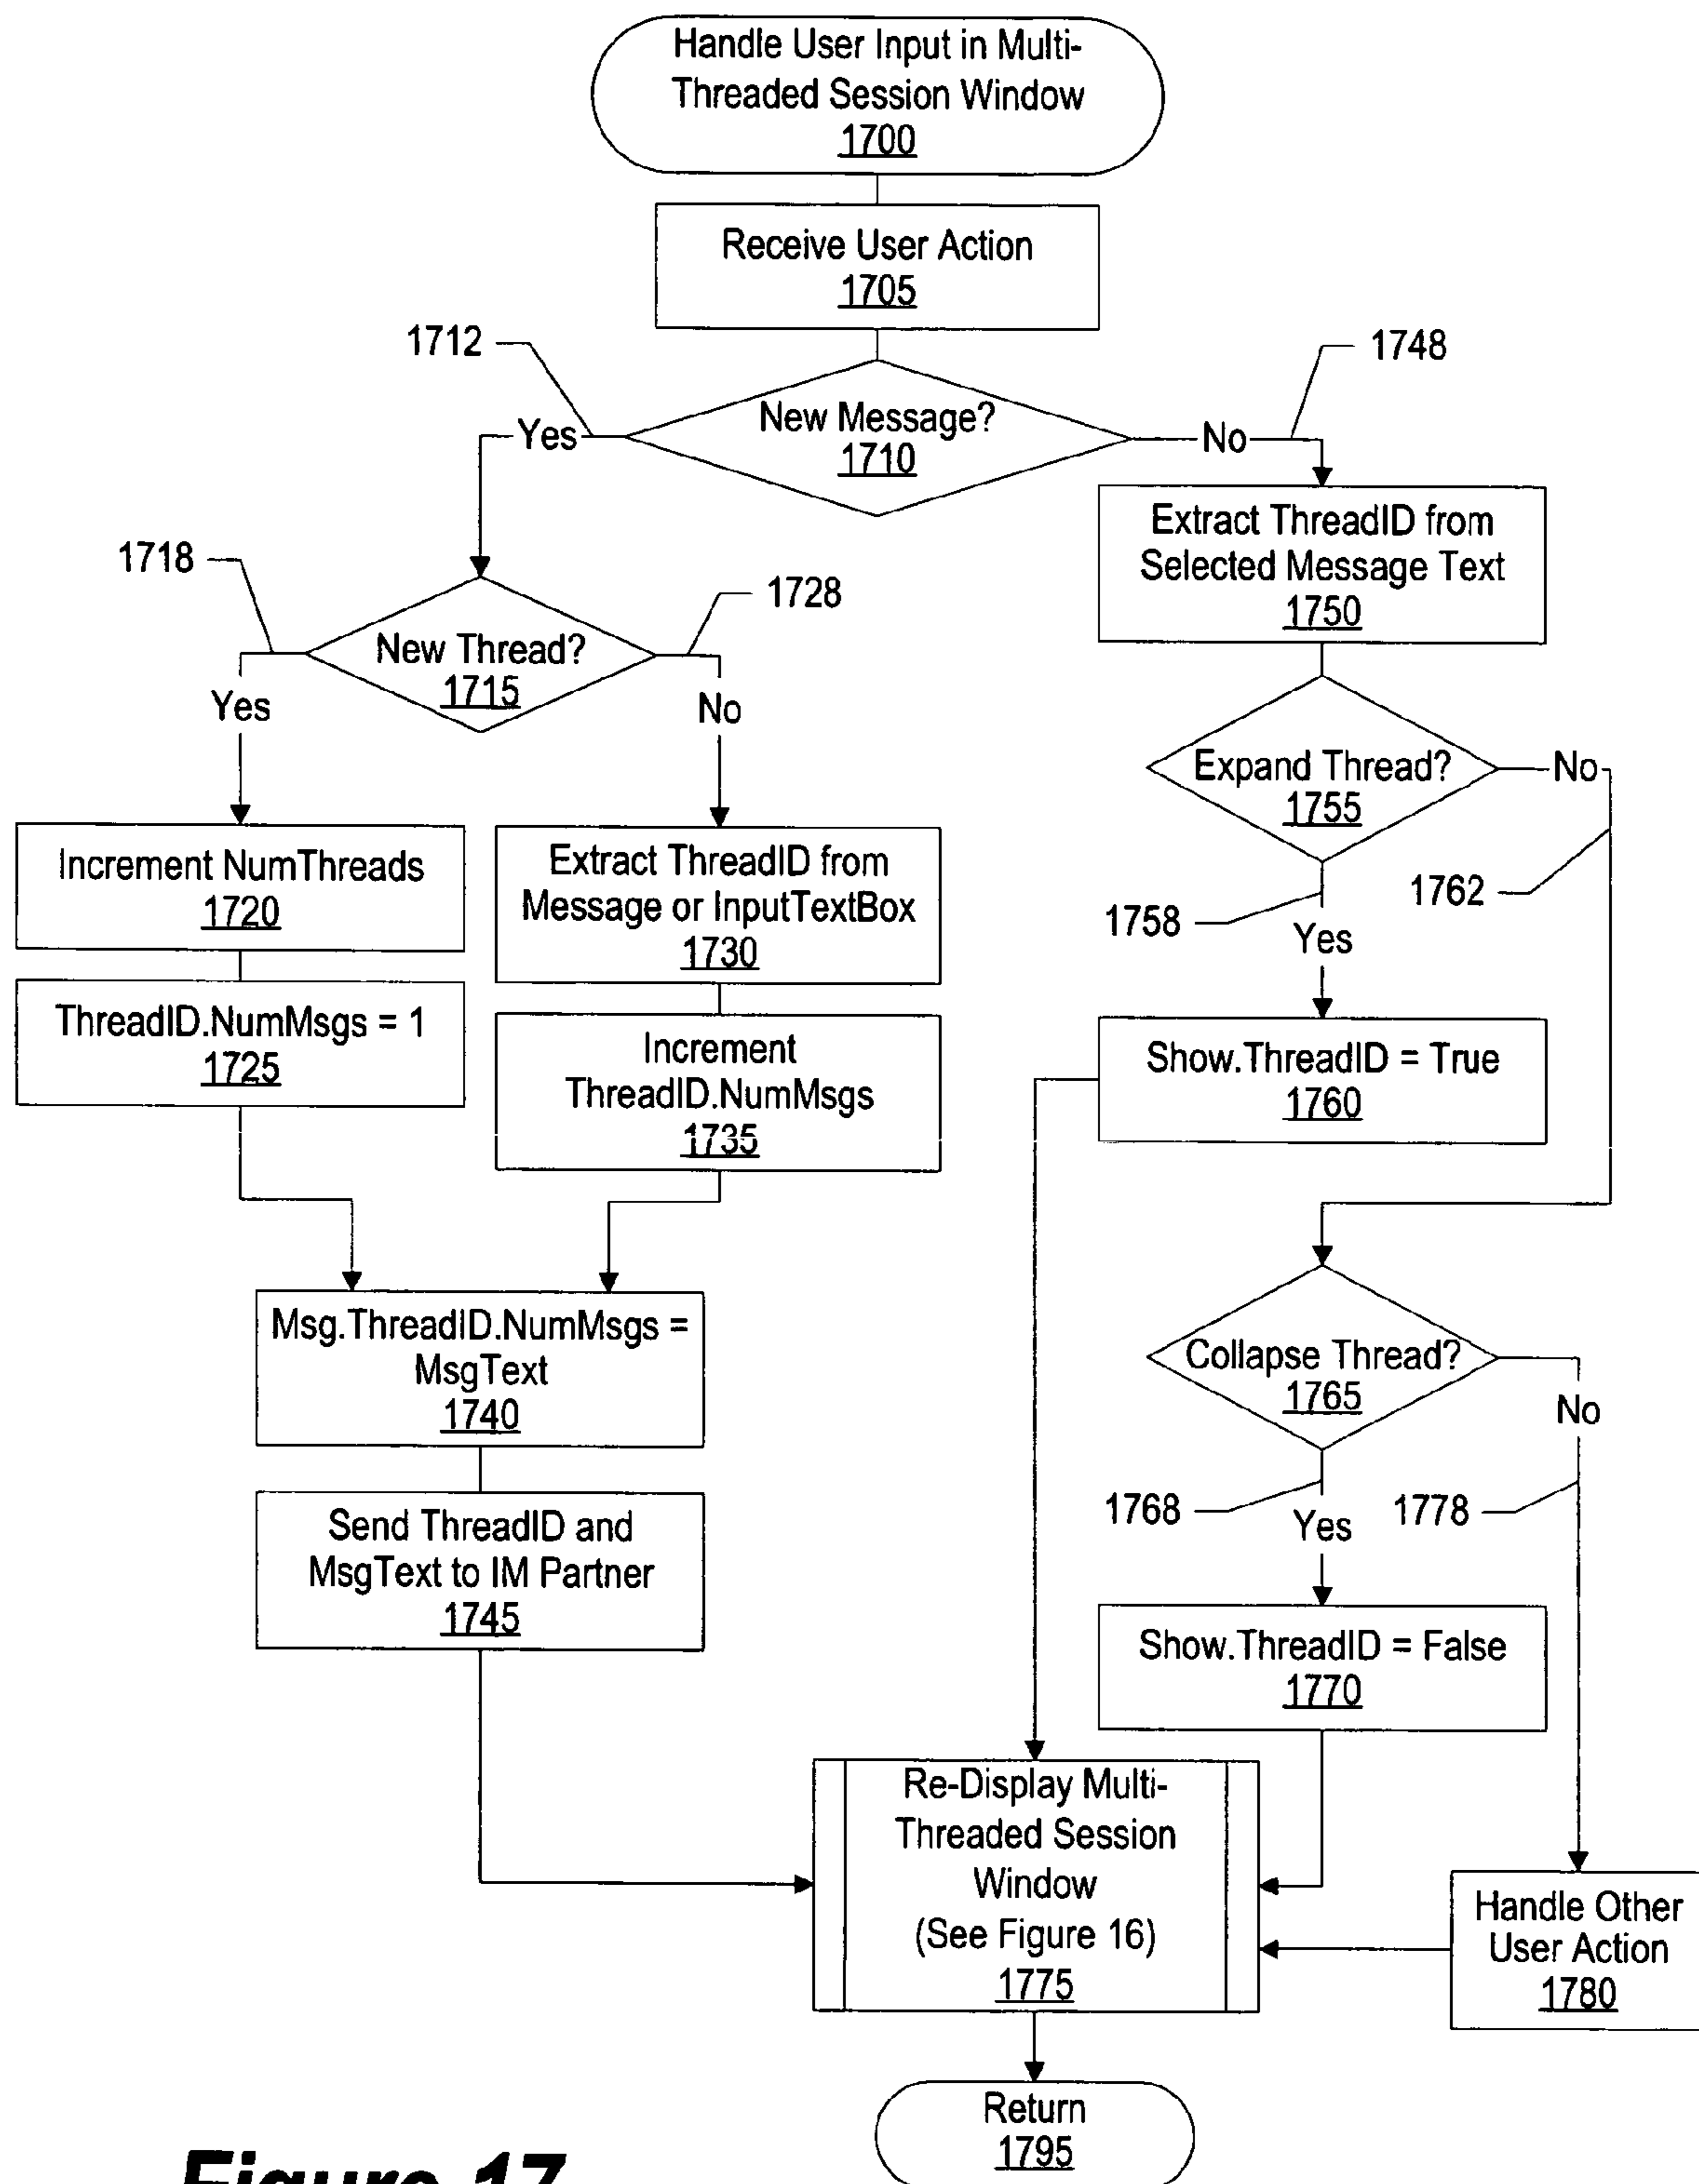 Handle User Input in Multi-
Threaded Session Window
1700
Receive User Action
1705
1712
1748
New Message?
1710
Yes
No
Extract ThreadID from
Selected Message Text
1750
1718
1728
New Thread?
1715
Yes
No
Expand Thread?
1755
No
1762
1758
Yes
Increment NumThreads
1720
Extract ThreadID from
Message or InputTextBox
1730
ThreadID.NumMsgs = 1
1725
Increment
ThreadID.NumMsgs
1735
Show.ThreadID = True
1760
Msg.ThreadID.NumMsgs =
MsgText
1740
Collapse Thread?
1765
No
1768
Yes
1778
Send ThreadID and
MsgText to IM Partner
1745
Show.ThreadID = False
1770
Re-Display Multi-
Threaded Session
Window
(See Figure 16)
1775
Handle Other
User Action
1780
Return
1795
Figure 17